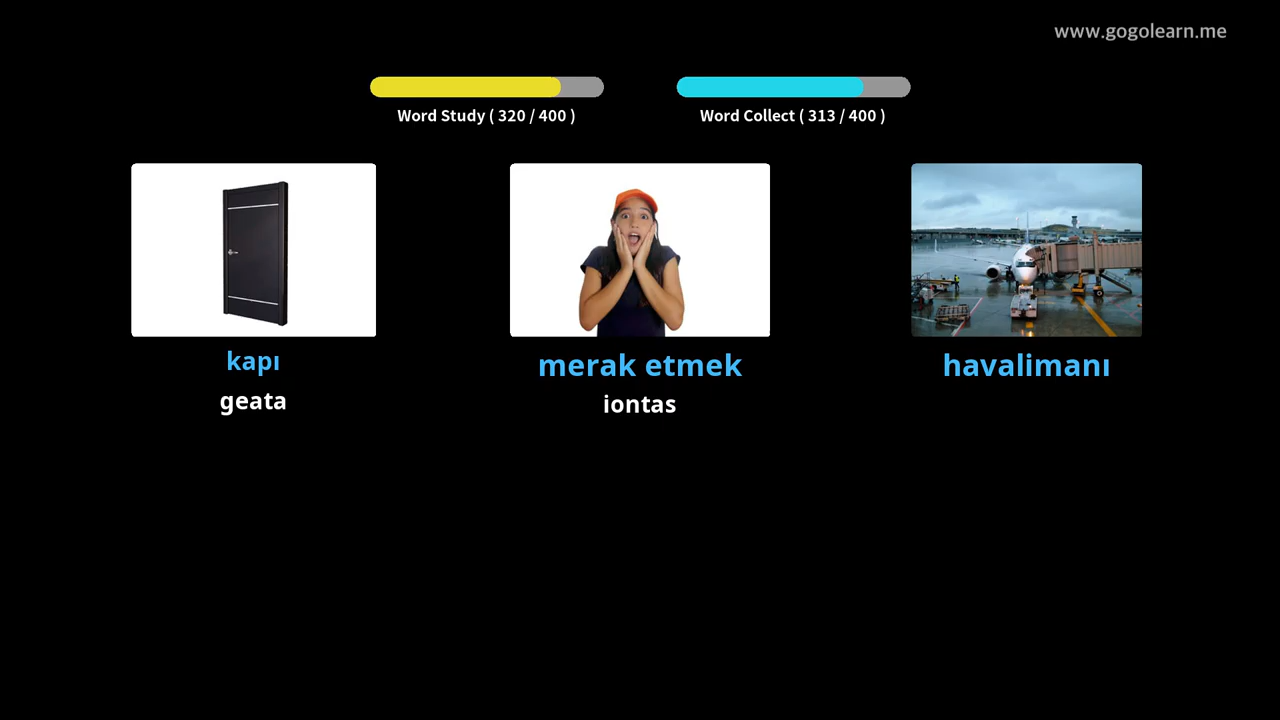 www.gogolearn.me
Word Study ( 320 / 400 )
Word Collect ( 313 / 400 )
kapı
geata
merak etmek
iontas
havalimanı